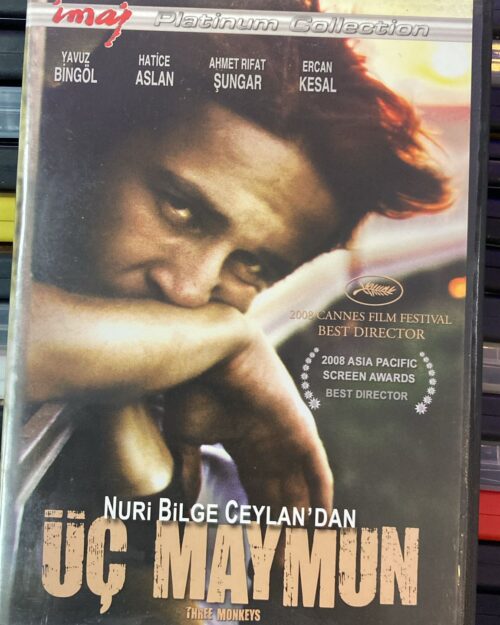 imaj Platinum Collection
YAVUZ BİNGÖL
HATİCE ASLAN
AHMET RIFAT ŞUNGAR
ERCAN KESAL
2008 CANNES FILM FESTIVAL
BEST DIRECTOR
2008 ASIA PACIFIC
SCREEN AWARDS
BEST DIRECTOR
NURİ BİLGE CEYLAN'DAN
ÜÇ MAYMUN
THREE MONKEYS